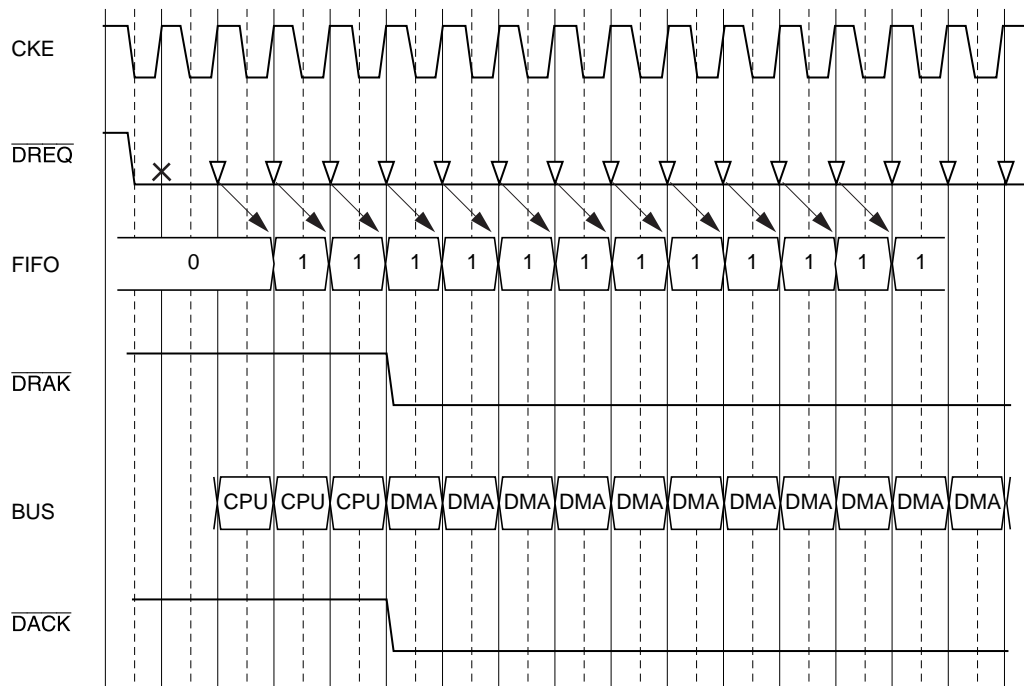 CKE
DREQ
FIFO 0 1 1 1 1 1 1 1 1 1 1 1 1
DRAK
BUS CPU CPU CPU DMA DMA DMA DMA DMA DMA DMA DMA DMA DMA DMA
DACK